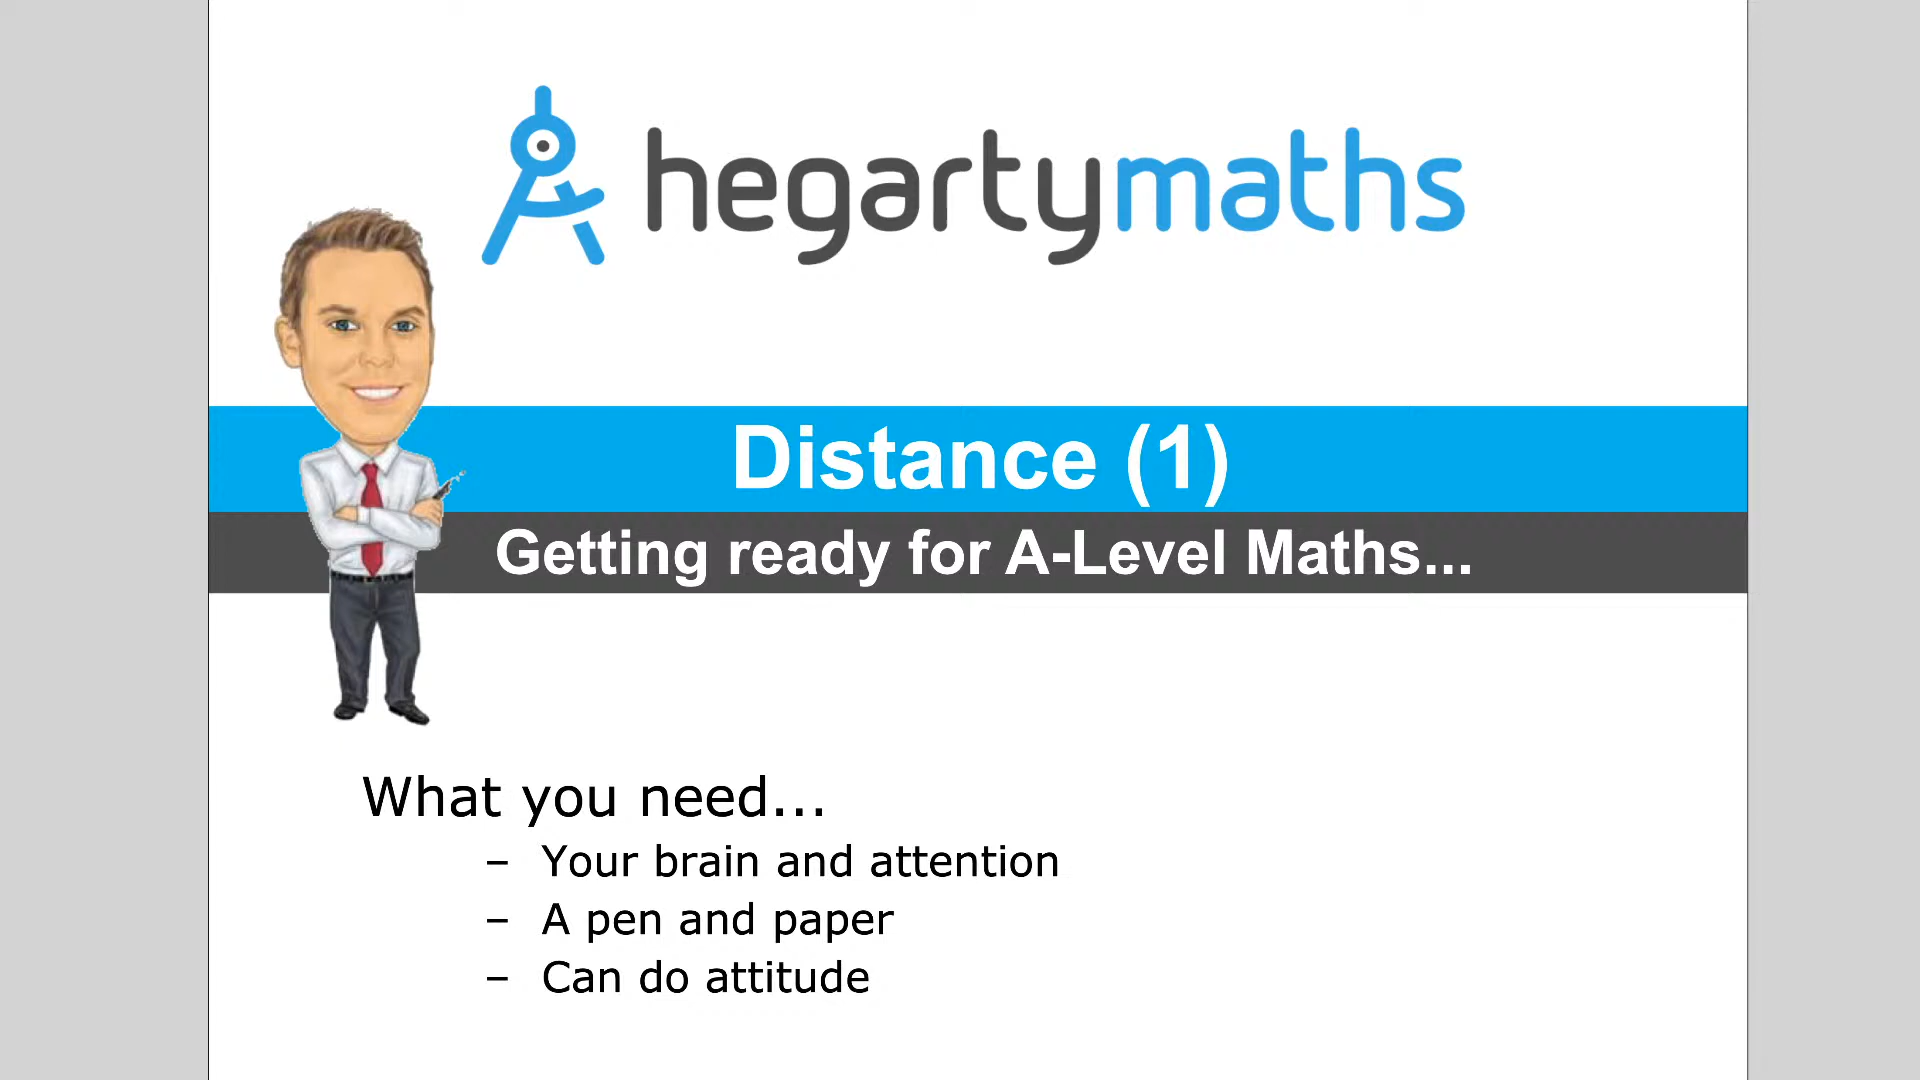 hegartymaths
Distance (1)
Getting ready for A-Level Maths...
What you need...
– Your brain and attention
– A pen and paper
– Can do attitude